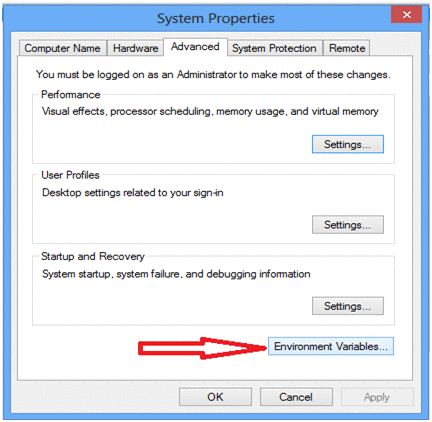 System Properties
Computer Name Hardware Advanced System Protection Remote
You must be logged on as an Administrator to make most of these changes.
Performance
Visual effects, processor scheduling, memory usage, and virtual memory
Settings...
User Profiles
Desktop settings related to your sign-in
Settings...
Startup and Recovery
System startup, system failure, and debugging information
Settings...
Environment Variables...
OK Cancel Apply